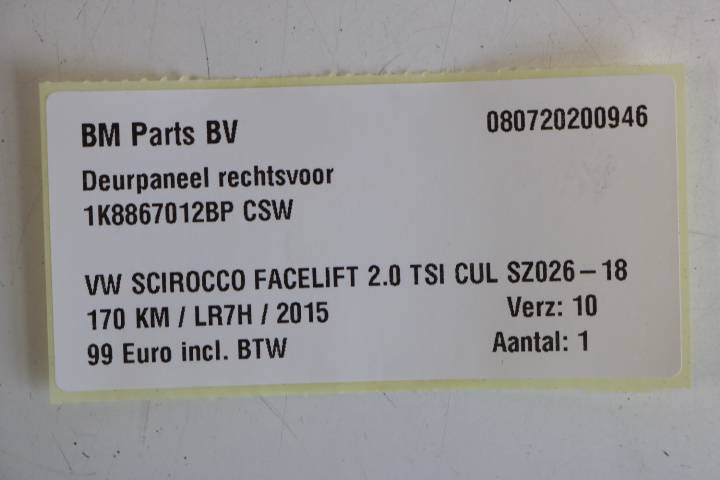 BM Parts BV 080720200946
Deurpaneel rechtsvoor
1K8867012BP CSW
VW SCIROCCO FACELIFT 2.0 TSI CUL SZ026-18
170 KM / LR7H / 2015 Verz: 10
99 Euro incl. BTW Aantal: 1